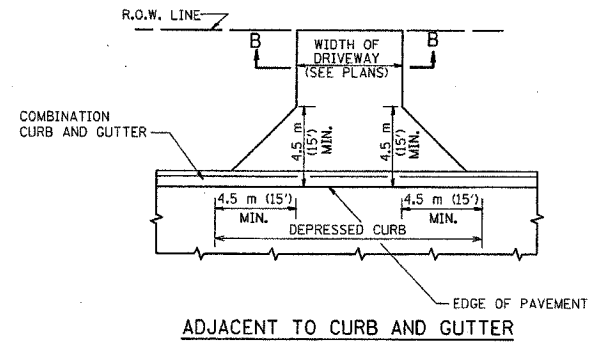 R.O.W. LINE
B
B
WIDTH OF
DRIVEWAY
(SEE PLANS)
COMBINATION
CURB AND GUTTER
4.5 m
(15')
MIN.
4.5 m
(15')
MIN.
4.5 m (15')
MIN.
4.5 m (15')
MIN.
DEPRESSED CURB
EDGE OF PAVEMENT
ADJACENT TO CURB AND GUTTER